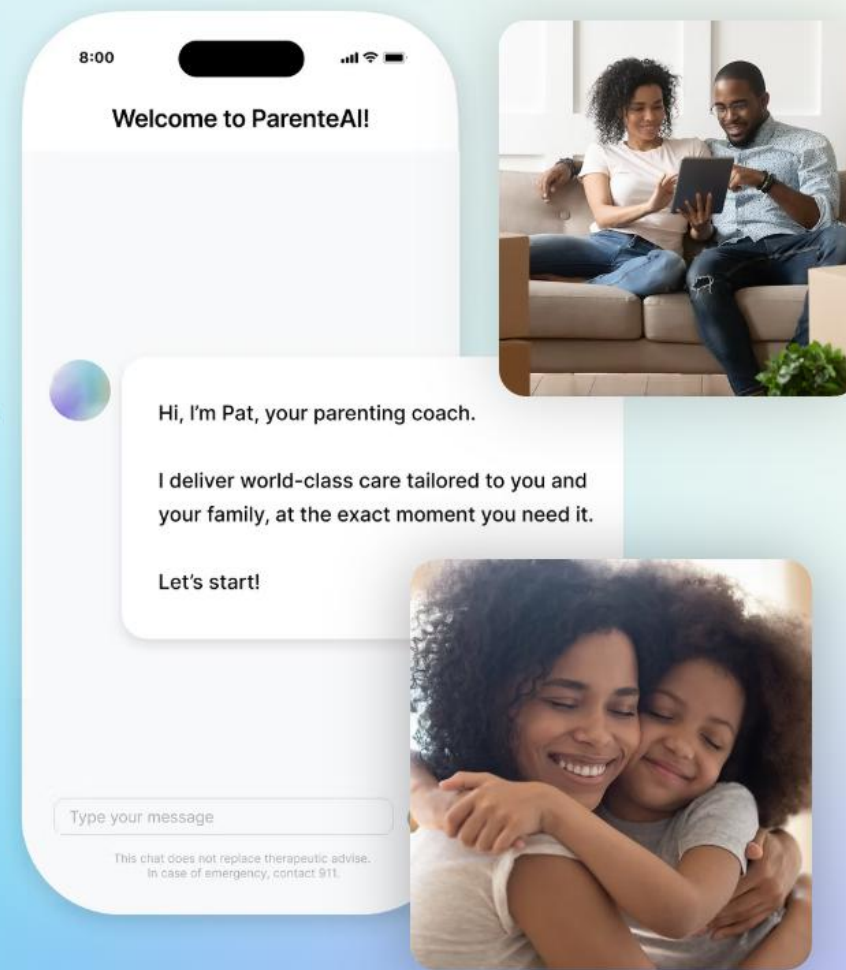 8:00
Welcome to ParenteAI!
Hi, I'm Pat, your parenting coach.
I deliver world-class care tailored to you and
your family, at the exact moment you need it.
Let's start!
Type your message
This chat does not replace therapeutic advise.
In case of emergency, contact 911.